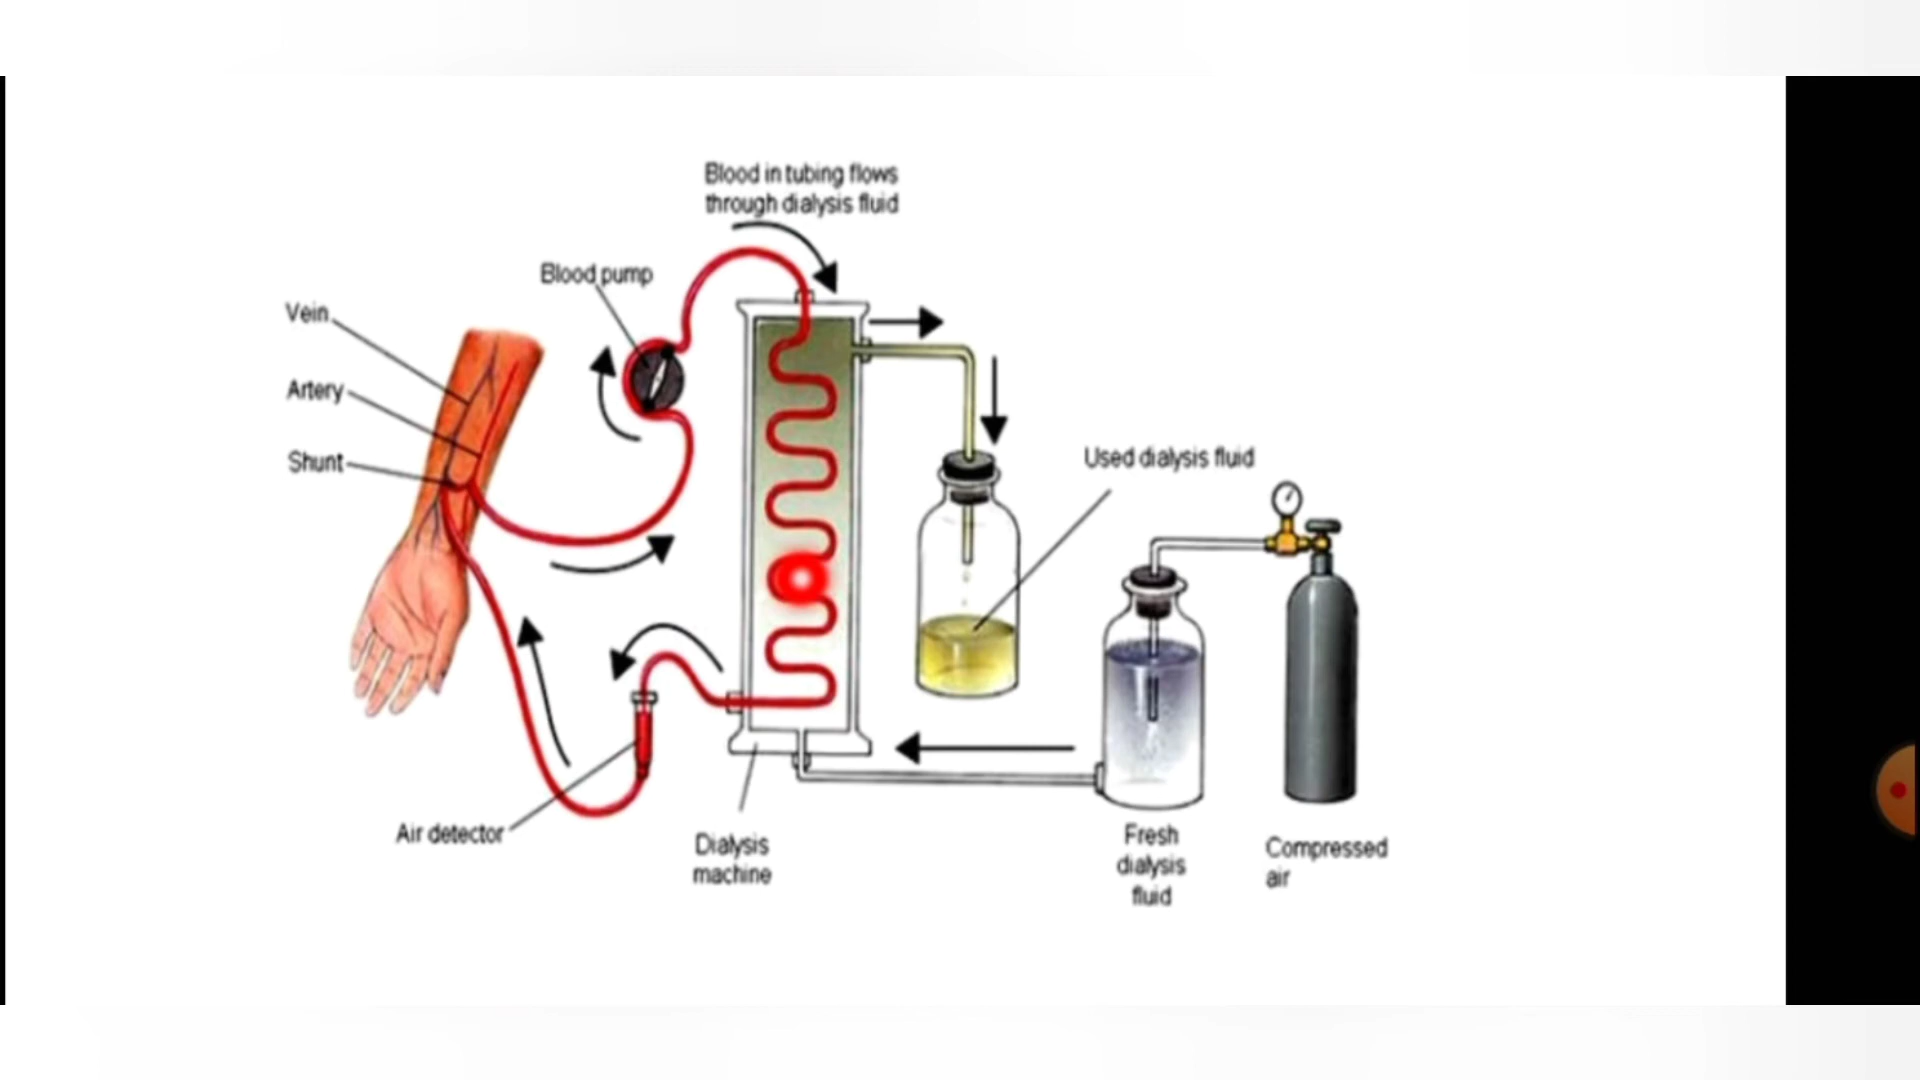 Blood in tubing flows
through dialysis fluid
Blood pump
Vein
Artery
Shunt
Used dialysis fluid
Air detector
Dialysis
machine
Fresh
dialysis
fluid
Compressed
air